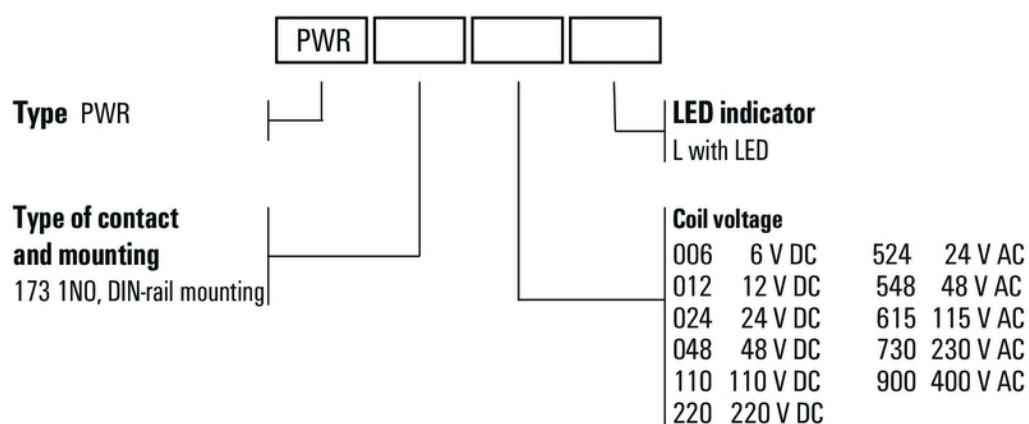 PWR
Type PWR
LED indicator
L with LED
Type of contact
and mounting
173 1NO, DIN-rail mounting
Coil voltage
006 6 V DC 524 24 V AC
012 12 V DC 548 48 V AC
024 24 V DC 615 115 V AC
048 48 V DC 730 230 V AC
110 110 V DC 900 400 V AC
220 220 V DC